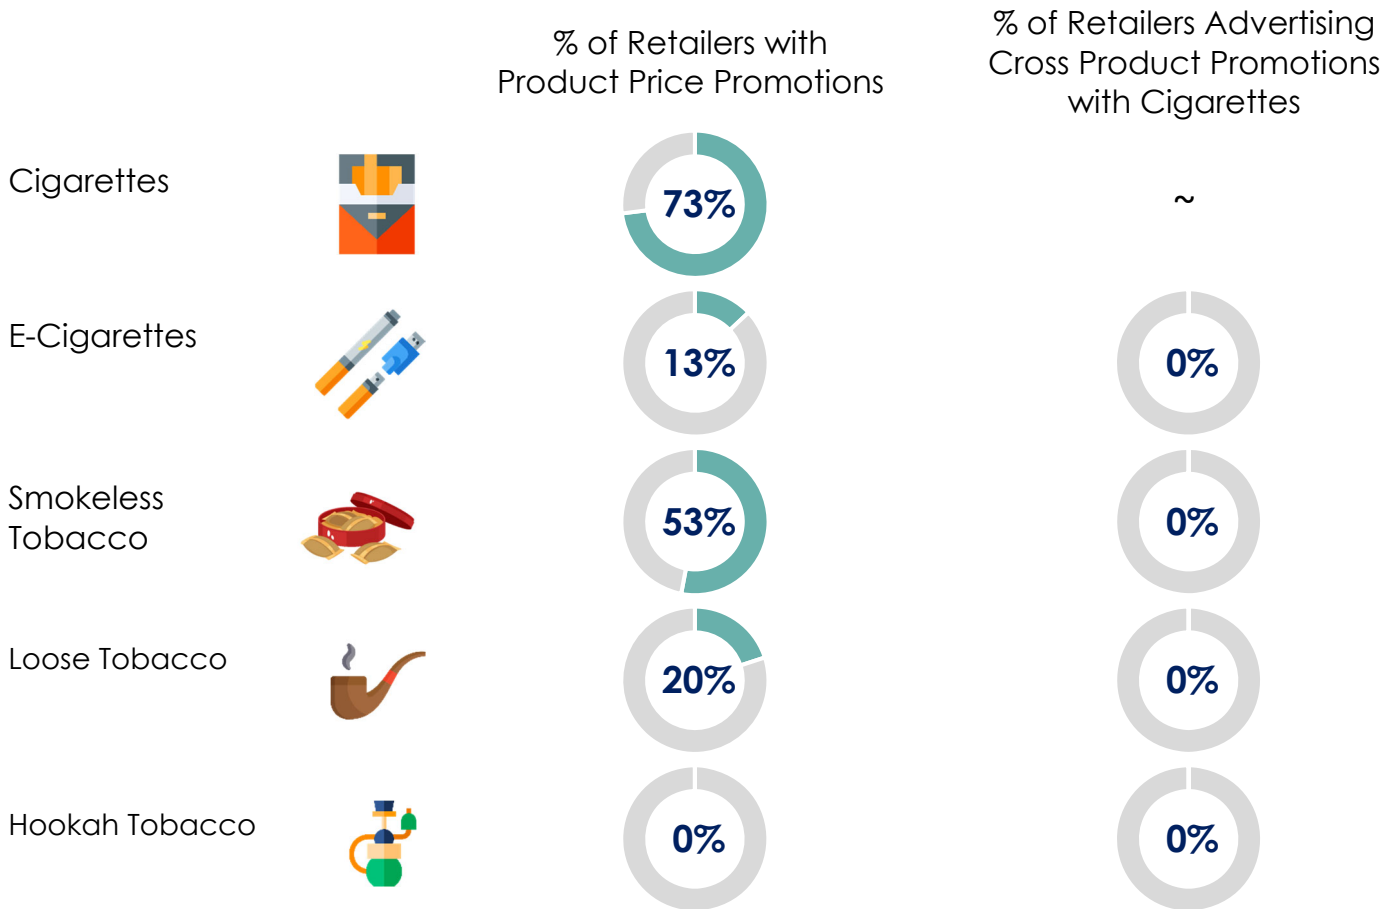 % of Retailers with
Product Price Promotions
% of Retailers Advertising
Cross Product Promotions
with Cigarettes
Cigarettes
73%
~
E-Cigarettes
13%
0%
Smokeless
Tobacco
53%
0%
Loose Tobacco
20%
0%
Hookah Tobacco
0%
0%